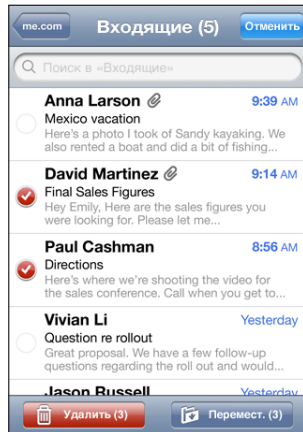 me.com Входящие (5) Отменить
Поиск в «Входящие»
Anna Larson 9:39 AM
Mexico vacation
Here's a photo I took of Sandy kayaking. We
also rented a boat and did a bit of fishing...
David Martinez 9:14 AM
Final Sales Figures
Hey Emily, Here are the sales figures you
were looking for. Please let me...
Paul Cashman 8:56 AM
Directions
Here's where we're shooting the video for
the sales conference. Call when you get to...
Vivian Li Yesterday
Question re rollout
Great proposal. We have a few follow-up
questions regarding the roll out and would...
Jason Russell Yesterday
Удалить (3) Перемест. (3)